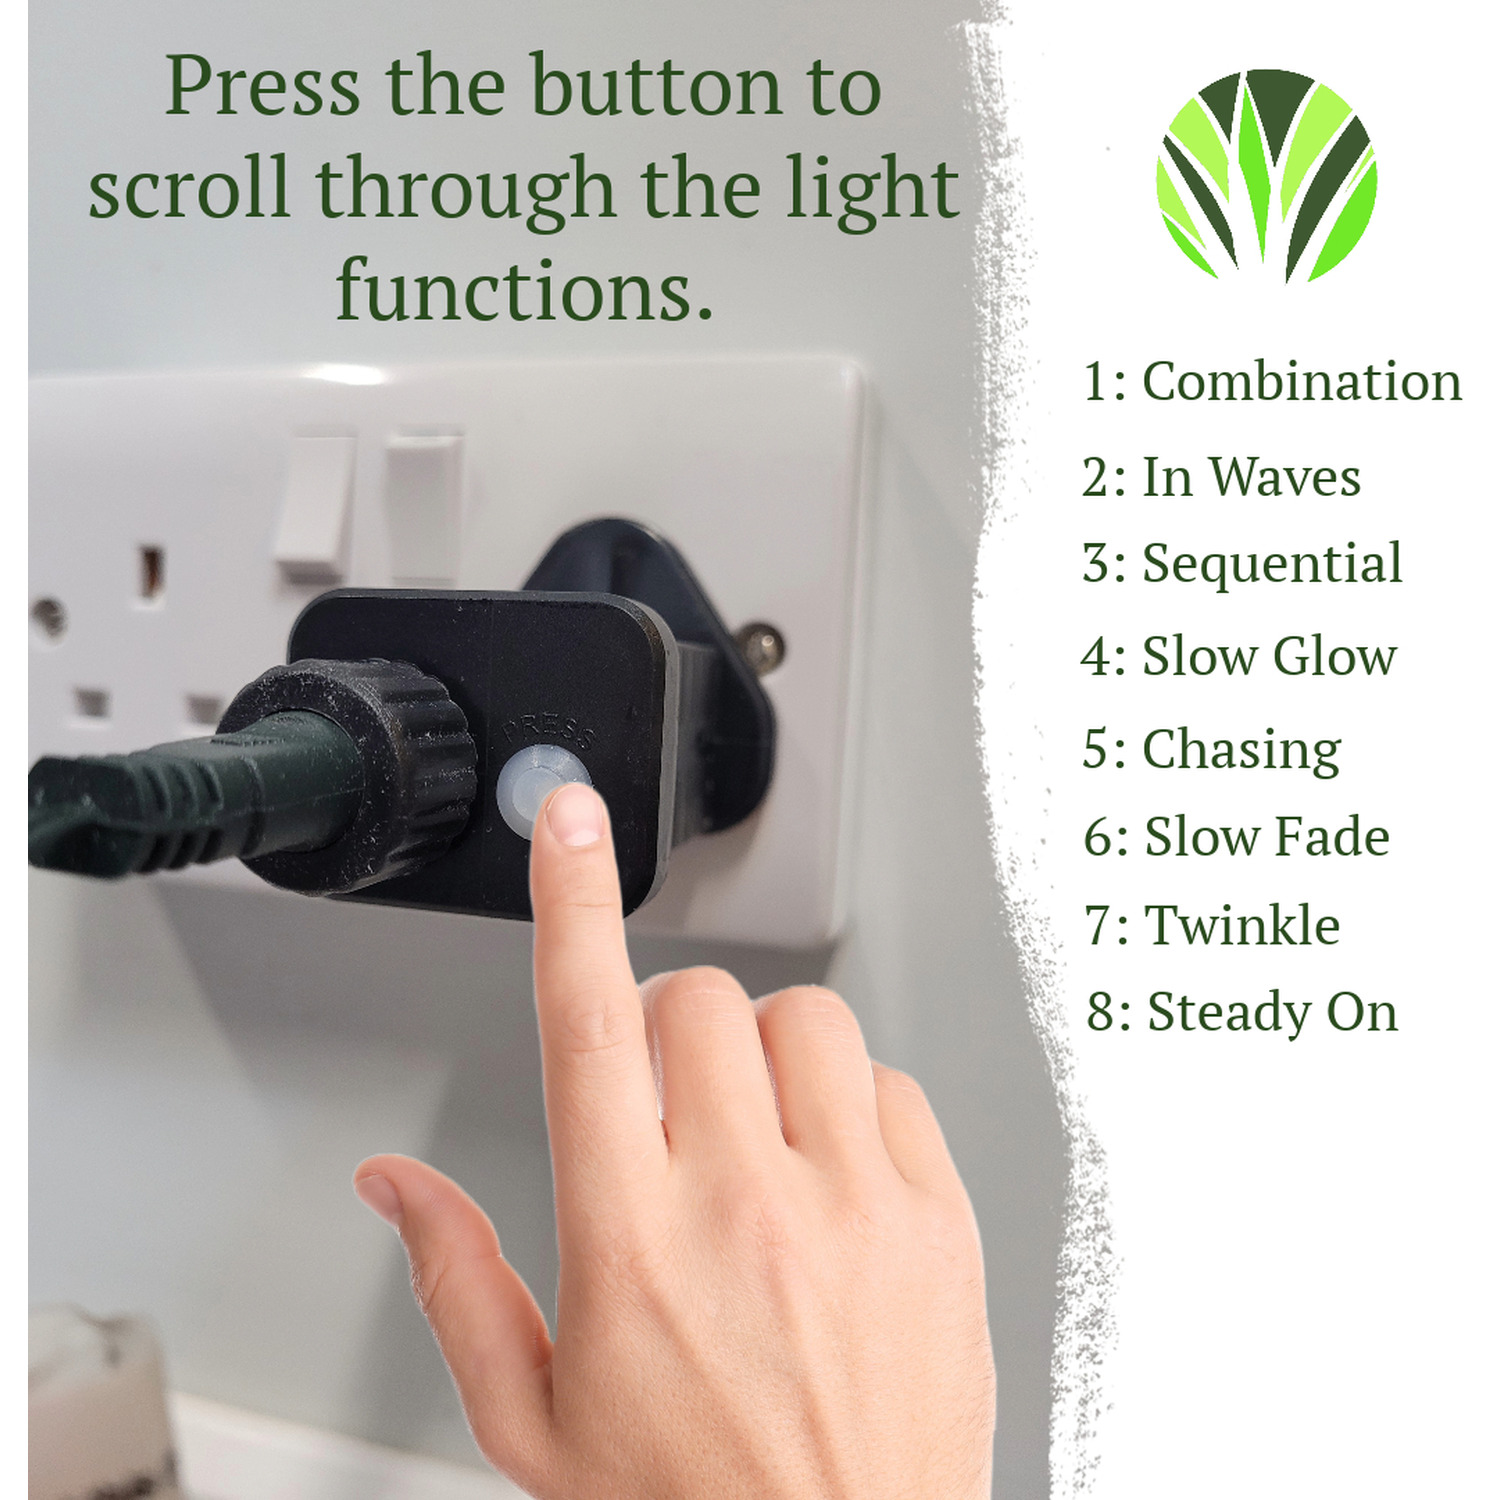 Press the button to
scroll through the light
functions.
PRESS
1: Combination
2: In Waves
3: Sequential
4: Slow Glow
5: Chasing
6: Slow Fade
7: Twinkle
8: Steady On